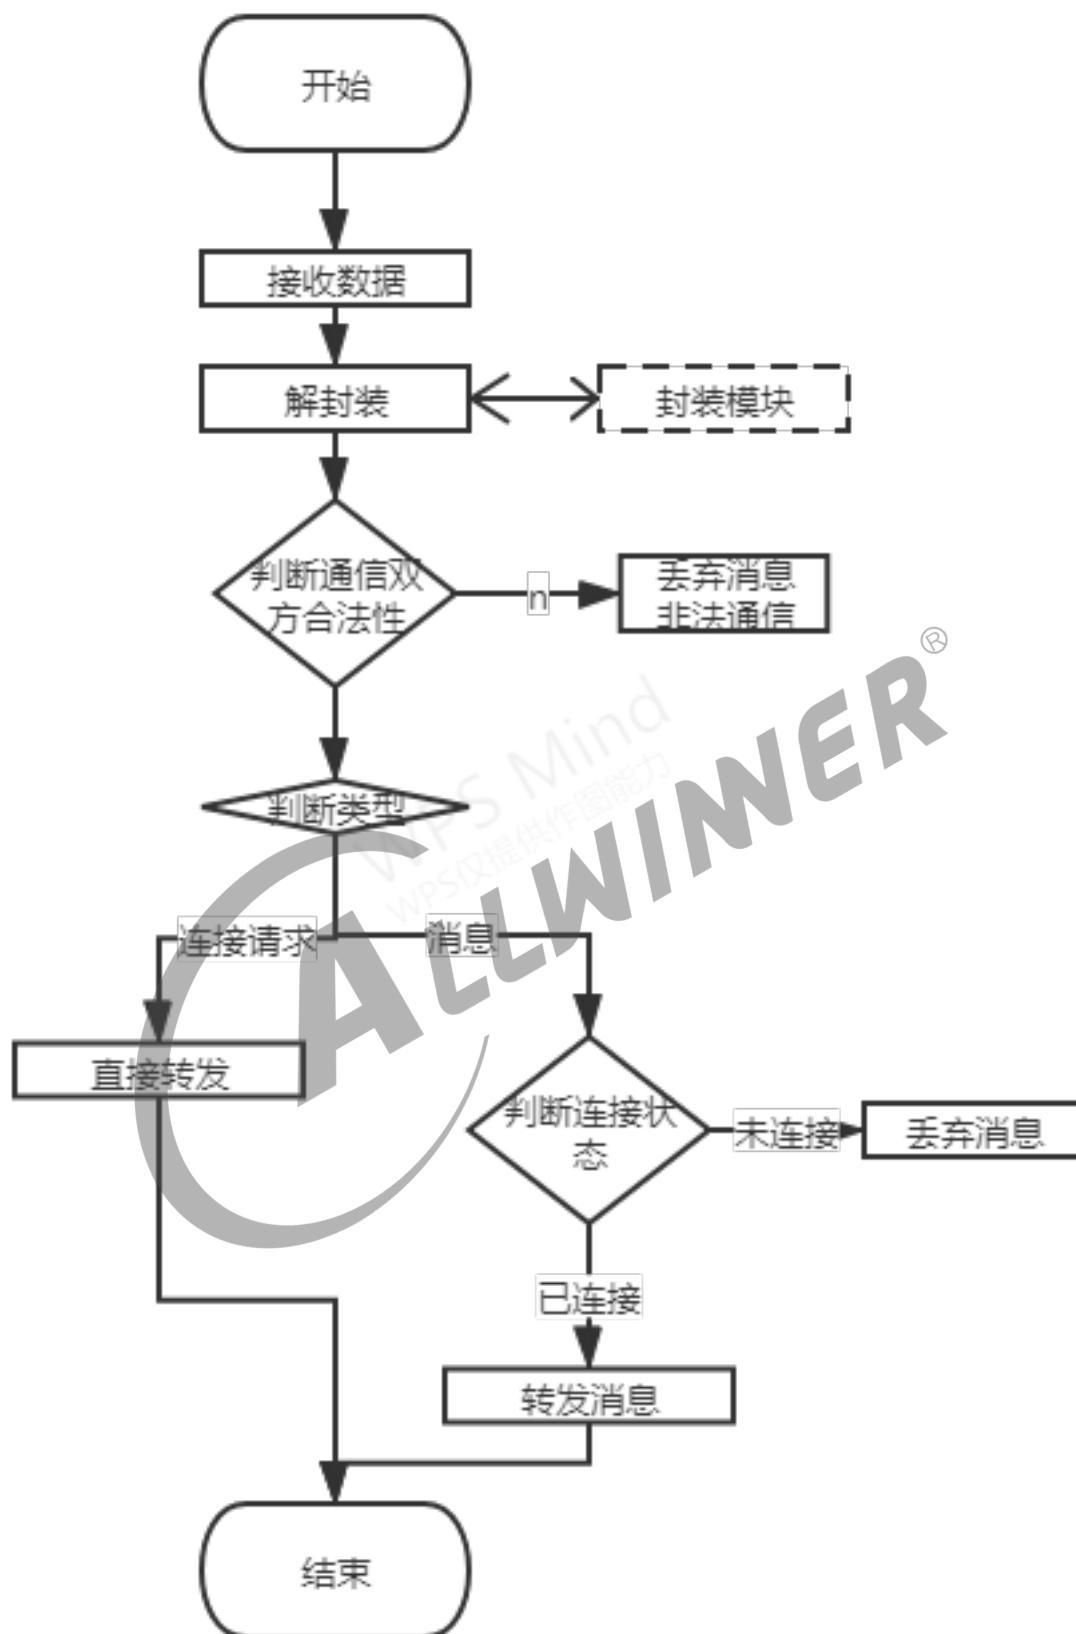 开始
接收数据
解封装
封装模块
判断通信双
方合法性
n
丢弃消息
非法通信
判断类型
连接请求
消息
直接转发
判断连接状
态
未连接
丢弃消息
已连接
转发消息
结束
ALLWINNER®
WPS Mind
WPS仅提供作图能力